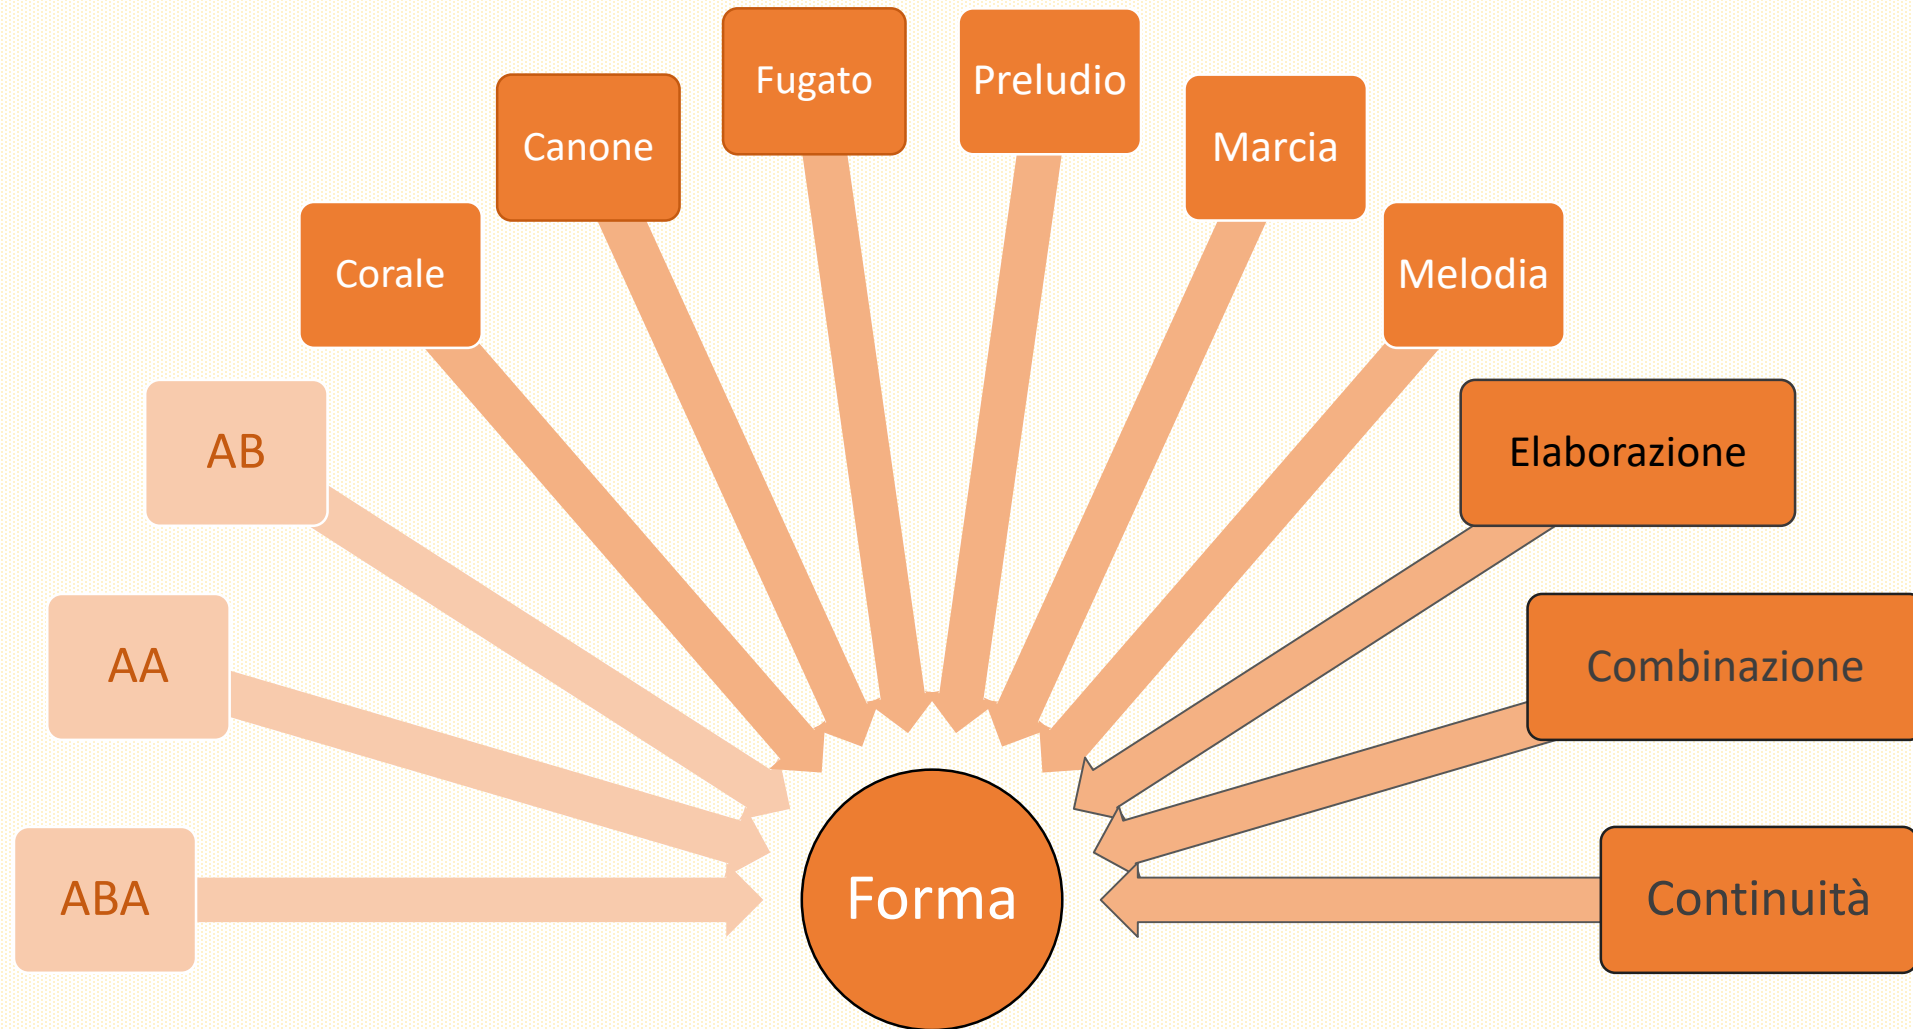 Fugato
Preludio
Canone
Marcia
Corale
Melodia
AB
Elaborazione
AA
Combinazione
ABA
Forma
Continuità